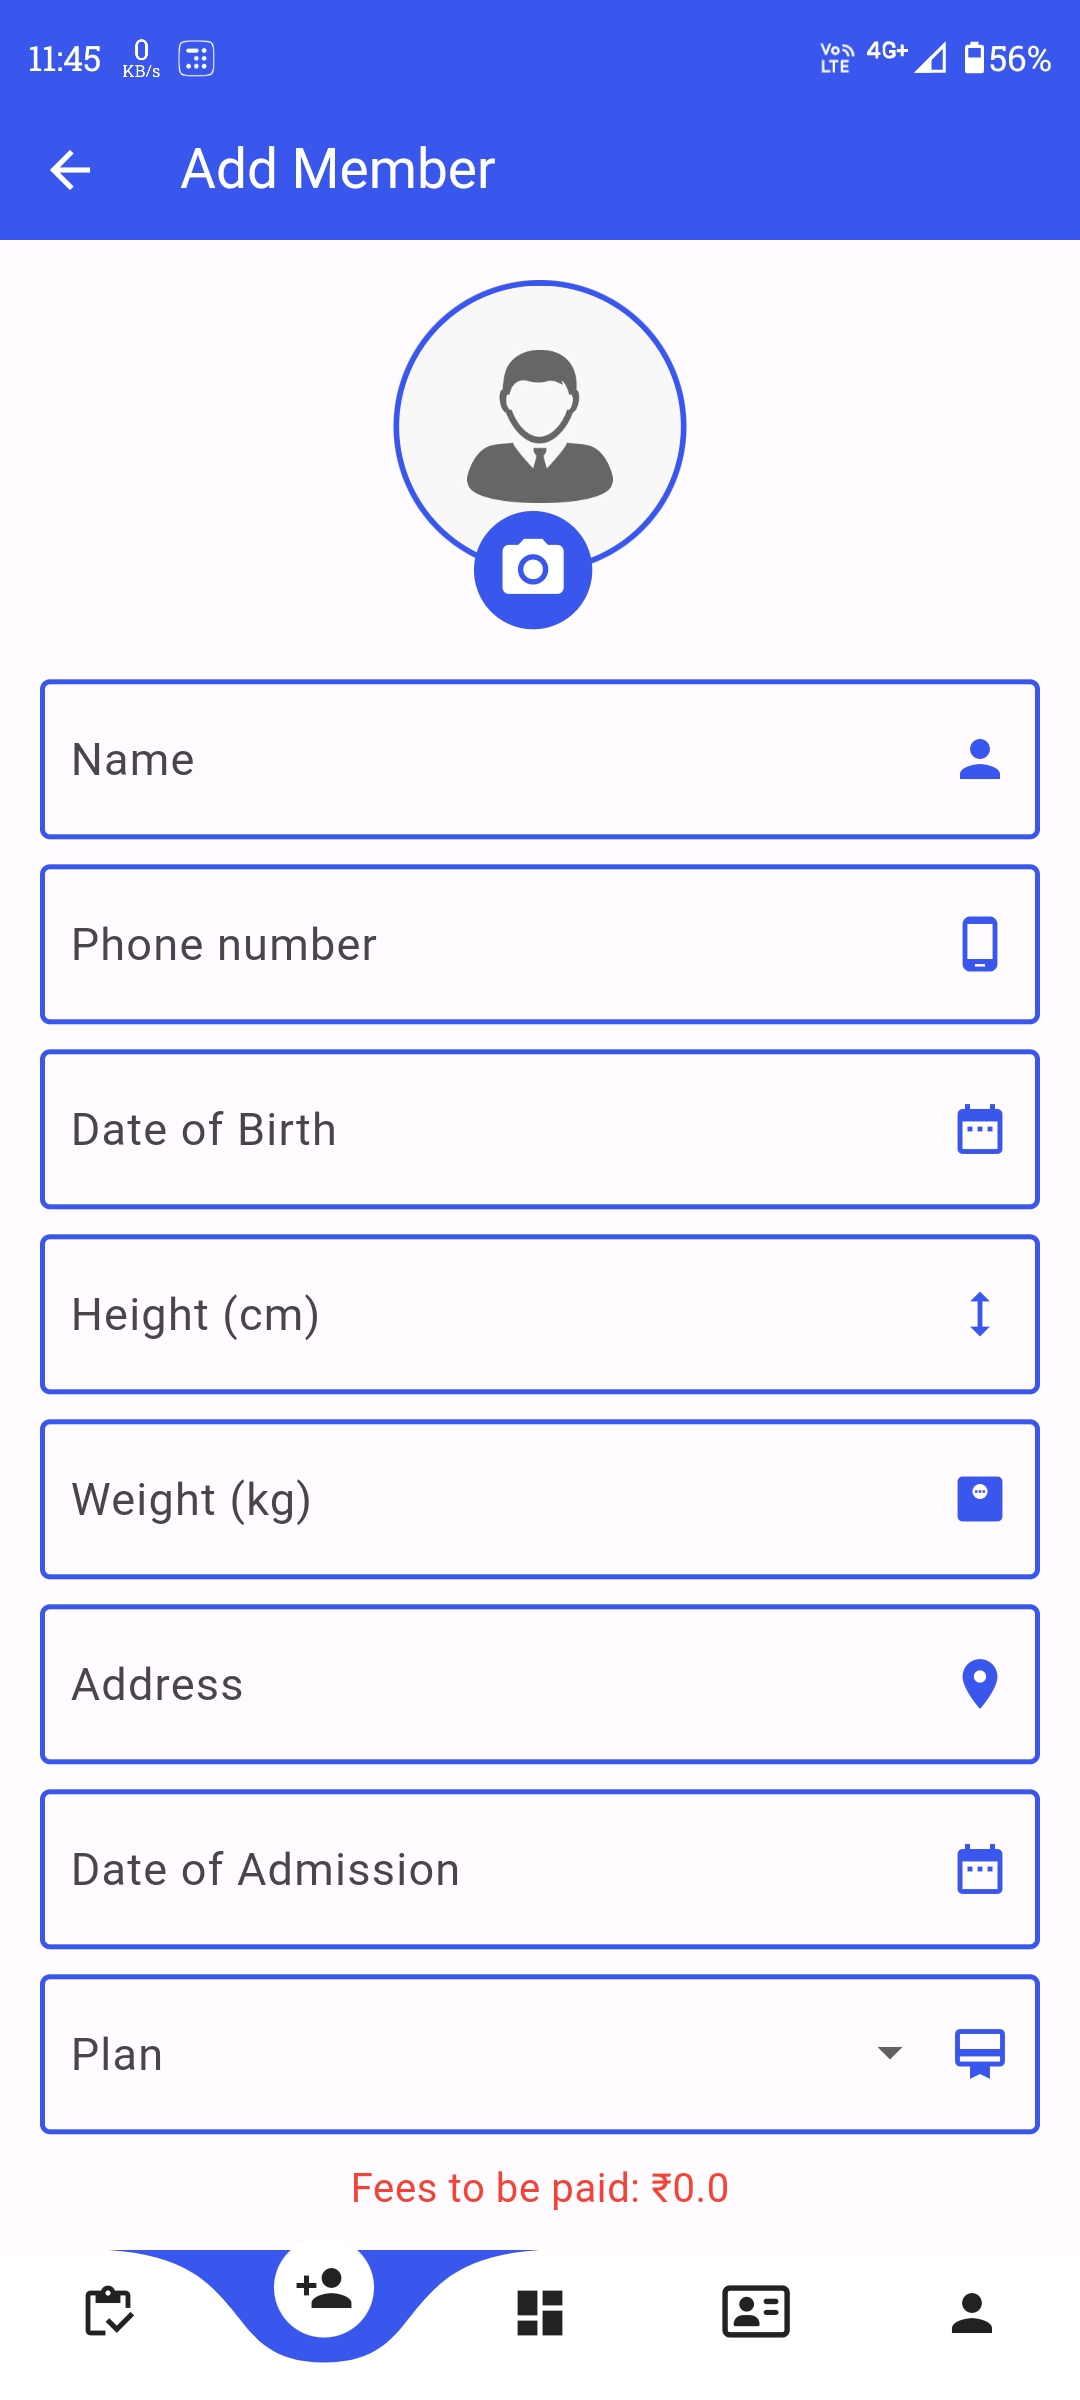 11:45 0 KB/s Vo LTE 4G+ 56%
Add Member
Name
Phone number
Date of Birth
Height (cm)
Weight (kg)
Address
Date of Admission
Plan
Fees to be paid: ₹0.0